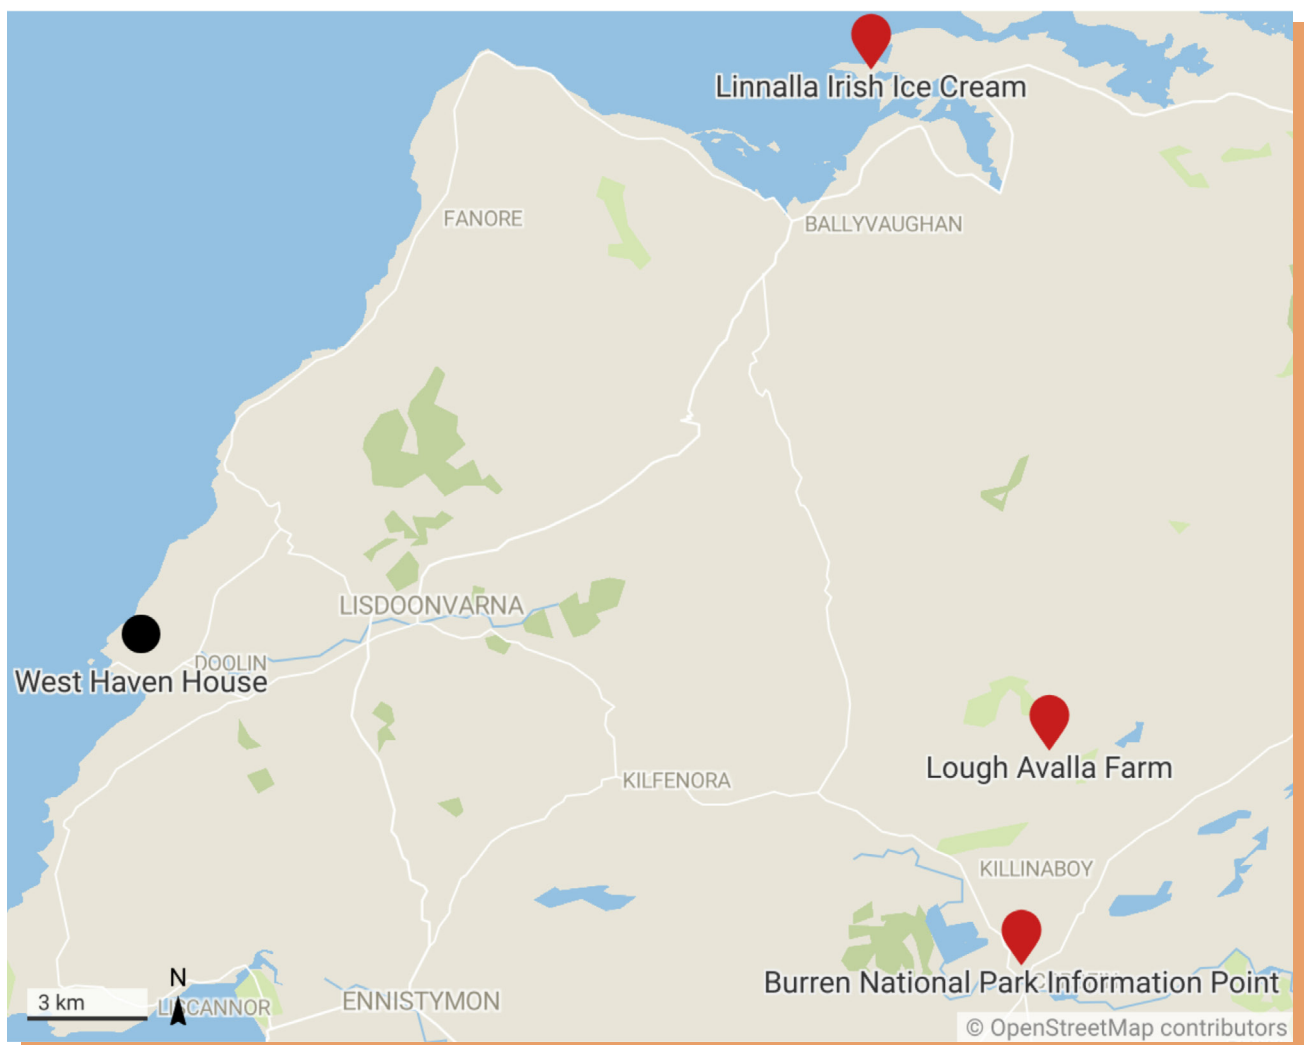 Linnalla Irish Ice Cream
FANORE
BALLYVAUGHAN
LISDOONVARNA
DOOLIN
West Haven House
KILFENORA
Lough Avalla Farm
KILLINABOY
Burren National Park Information Point
N
3 km
LISCANNOR
ENNISTYMON
© OpenStreetMap contributors